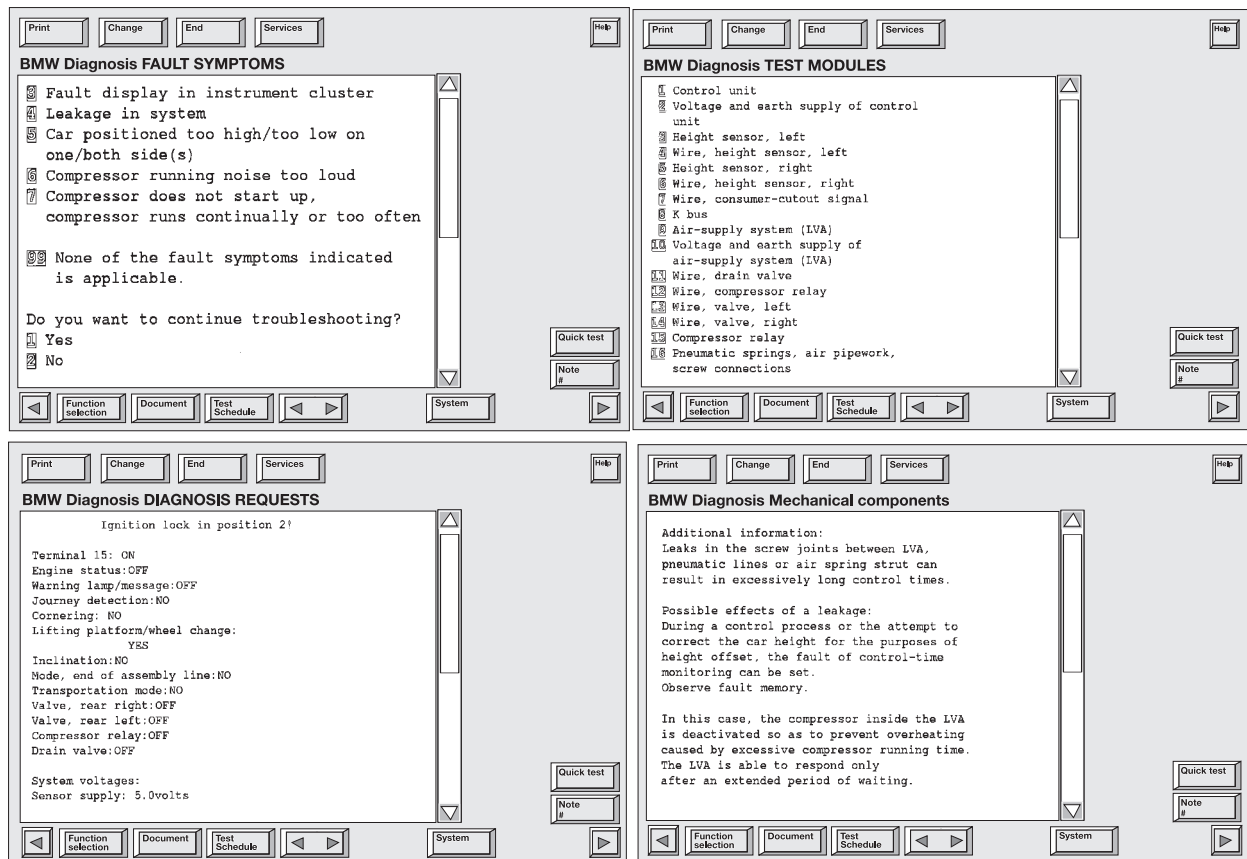 Print Change End Services Help
BMW Diagnosis FAULT SYMPTOMS
3 Fault display in instrument cluster
4 Leakage in system
5 Car positioned too high/too low on
one/both side(s)
6 Compressor running noise too loud
7 Compressor does not start up,
compressor runs continually or too often
99 None of the fault symptoms indicated
is applicable.
Do you want to continue troubleshooting?
1 Yes
2 No
Quick test
Note
#
Function
selection
Document
Test
Schedule
System
Print Change End Services Help
BMW Diagnosis TEST MODULES
1 Control unit
2 Voltage and earth supply of control
unit
3 Height sensor, left
4 Wire, height sensor, left
5 Height sensor, right
6 Wire, height sensor, right
7 Wire, consumer-cutout signal
8 K bus
9 Air-supply system (LVA)
10 Voltage and earth supply of
air-supply system (LVA)
11 Wire, drain valve
12 Wire, compressor relay
13 Wire, valve, left
14 Wire, valve, right
15 Compressor relay
16 Pneumatic springs, air pipework,
screw connections
Quick test
Note
#
Function
selection
Document
Test
Schedule
System
Print Change End Services Help
BMW Diagnosis DIAGNOSIS REQUESTS
Ignition lock in position 2!
Terminal 15: ON
Engine status:OFF
Warning lamp/message:OFF
Journey detection:NO
Cornering: NO
Lifting platform/wheel change:
YES
Inclination:NO
Mode, end of assembly line:NO
Transportation mode:NO
Valve, rear right:OFF
Valve, rear left:OFF
Compressor relay:OFF
Drain valve:OFF
System voltages:
Sensor supply: 5.0volts
Quick test
Note
#
Function
selection
Document
Test
Schedule
System
Print Change End Services Help
BMW Diagnosis Mechanical components
Additional information:
Leaks in the screw joints between LVA,
pneumatic lines or air spring strut can
result in excessively long control times.
Possible effects of a leakage:
During a control process or the attempt to
correct the car height for the purposes of
height offset, the fault of control-time
monitoring can be set.
Observe fault memory.
In this case, the compressor inside the LVA
is deactivated so as to prevent overheating
caused by excessive compressor running time.
The LVA is able to respond only
after an extended period of waiting.
Quick test
Note
#
Function
selection
Document
Test
Schedule
System